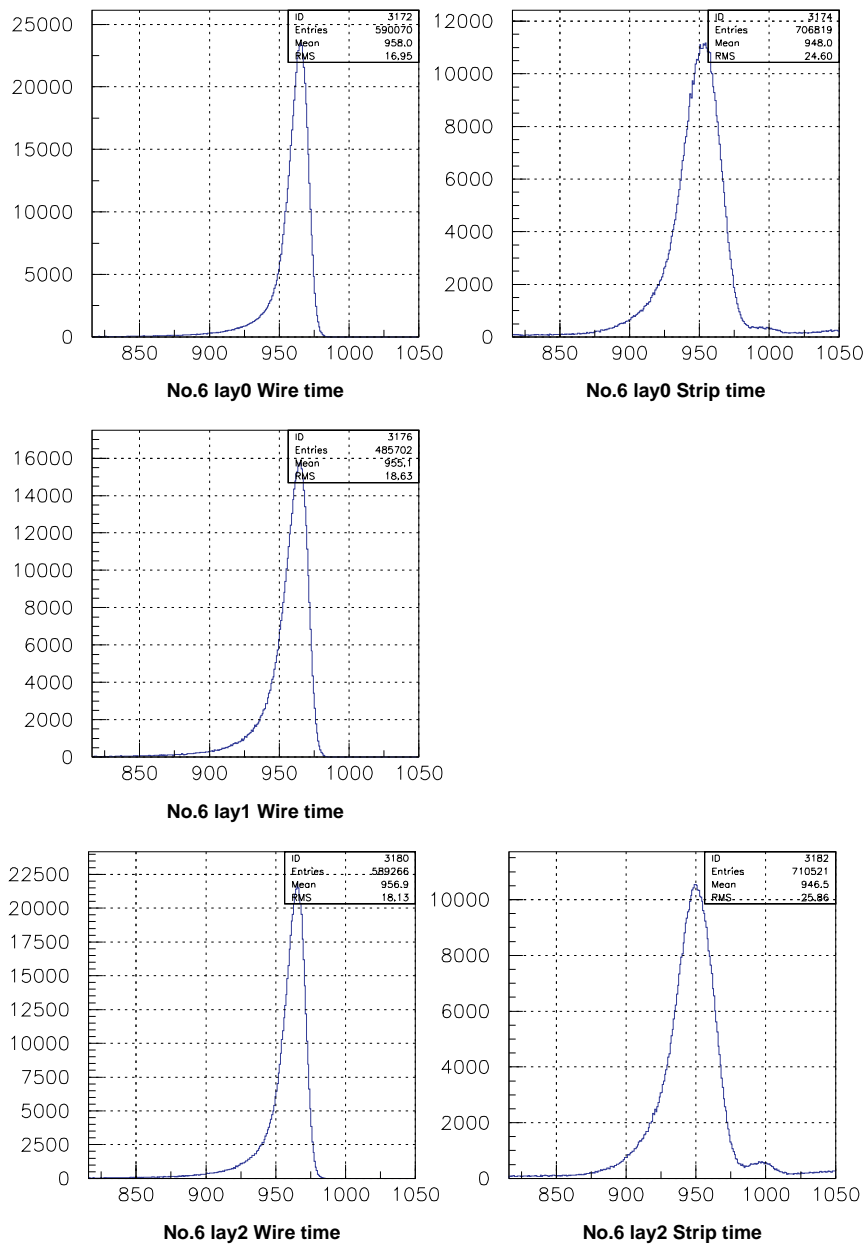 ID 3172
Entries 590070
Mean 958.0
RMS 16.95
25000
20000
15000
10000
5000
0
850 900 950 1000 1050
No.6 lay0 Wire time
ID 3174
Entries 706819
Mean 948.0
RMS 24.60
12000
10000
8000
6000
4000
2000
0
850 900 950 1000 1050
No.6 lay0 Strip time
ID 3176
Entries 485702
Mean 955.1
RMS 18.63
16000
14000
12000
10000
8000
6000
4000
2000
0
850 900 950 1000 1050
No.6 lay1 Wire time
ID 3180
Entries 589266
Mean 956.9
RMS 18.13
22500
20000
17500
15000
12500
10000
7500
5000
2500
0
850 900 950 1000 1050
No.6 lay2 Wire time
ID 3182
Entries 710521
Mean 946.5
RMS 25.86
10000
8000
6000
4000
2000
0
850 900 950 1000 1050
No.6 lay2 Strip time